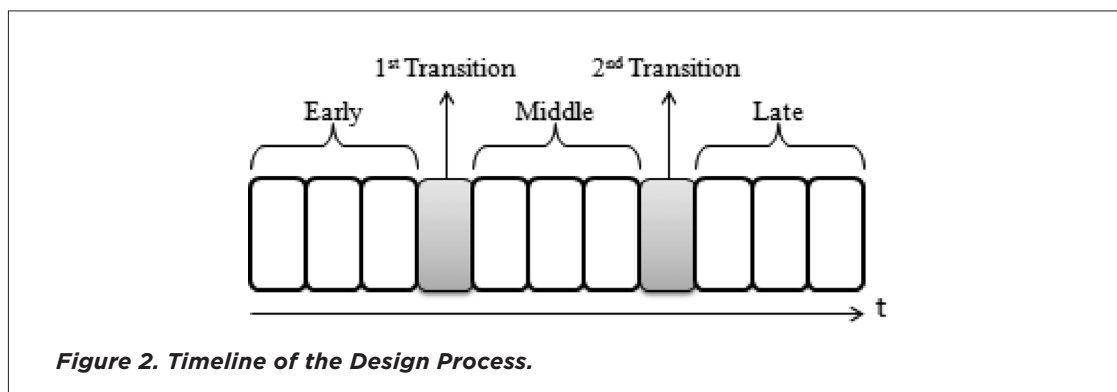 1st Transition 2nd Transition
Early Middle Late
t
Figure 2. Timeline of the Design Process.